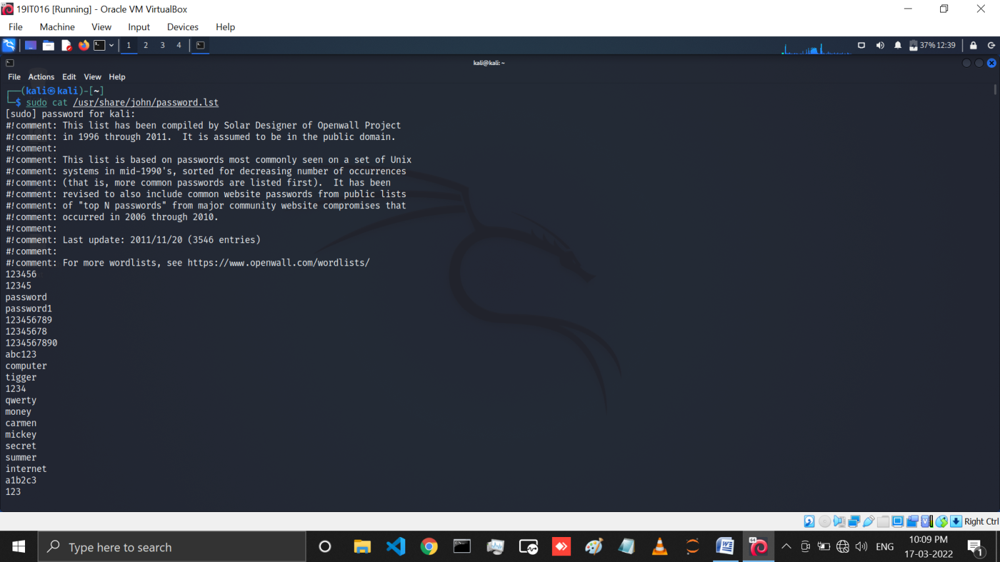 19IT016 [Running] - Oracle VM VirtualBox
File Machine View Input Devices Help
1 2 3 4
37% 12:39
kali@kali: ~
File Actions Edit View Help
┌──(kali㉿kali)-[~]
└─$ sudo cat /usr/share/john/password.lst
[sudo] password for kali:
#!comment: This list has been compiled by Solar Designer of Openwall Project
#!comment: in 1996 through 2011.  It is assumed to be in the public domain.
#!comment:
#!comment: This list is based on passwords most commonly seen on a set of Unix
#!comment: systems in mid-1990's, sorted for decreasing number of occurrences
#!comment: (that is, more common passwords are listed first).  It has been
#!comment: revised to also include common website passwords from public lists
#!comment: of "top N passwords" from major community website compromises that
#!comment: occurred in 2006 through 2010.
#!comment:
#!comment: Last update: 2011/11/20 (3546 entries)
#!comment:
#!comment: For more wordlists, see https://www.openwall.com/wordlists/
123456
12345
password
password1
123456789
12345678
1234567890
abc123
computer
tigger
1234
qwerty
money
carmen
mickey
secret
summer
internet
a1b2c3
123
Right Ctrl
Type here to search
ENG
10:09 PM
17-03-2022
1
64